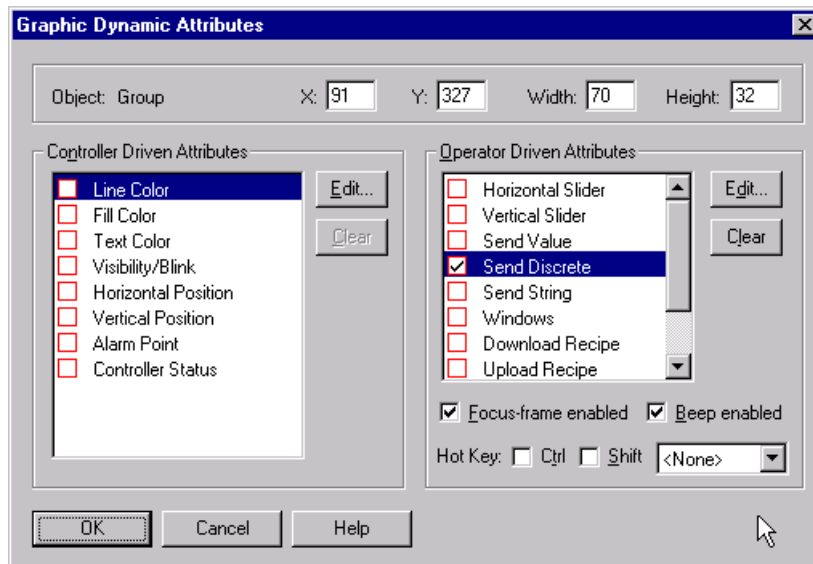 Graphic Dynamic Attributes
Object: Group X: 91 Y: 327 Width: 70 Height: 32
Controller Driven Attributes
Line Color
Fill Color
Text Color
Visibility/Blink
Horizontal Position
Vertical Position
Alarm Point
Controller Status
Edit...
Clear
Operator Driven Attributes
Horizontal Slider
Vertical Slider
Send Value
Send Discrete
Send String
Windows
Download Recipe
Upload Recipe
Edit...
Clear
Focus-frame enabled Beep enabled
Hot Key: Ctrl Shift <None>
OK Cancel Help